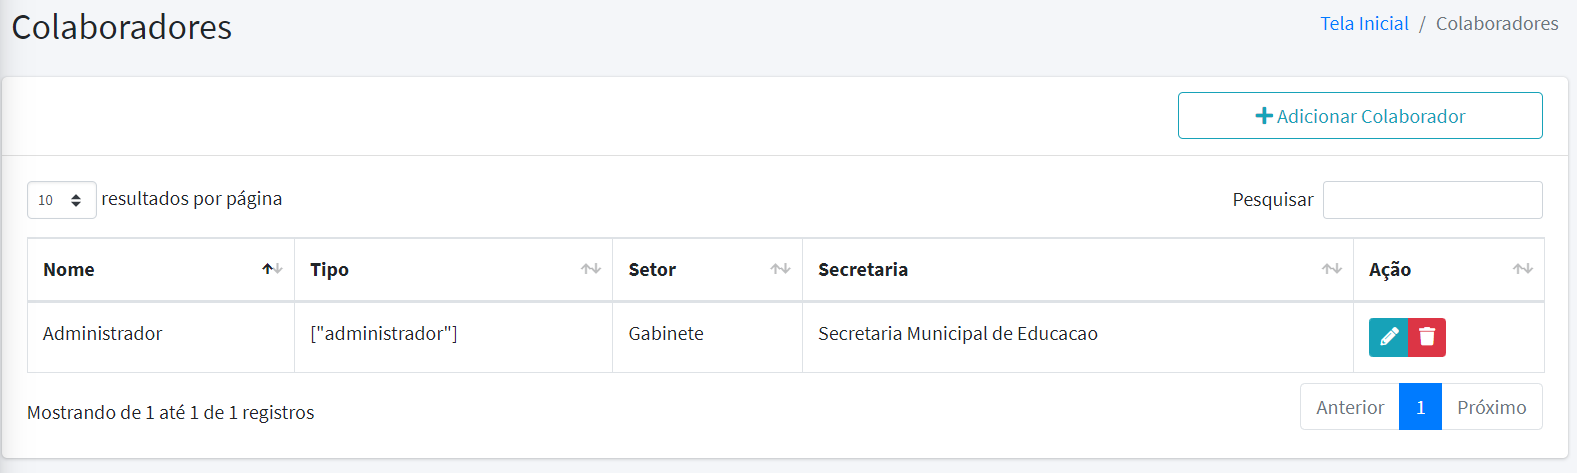 Colaboradores
Tela Inicial / Colaboradores
Adicionar Colaborador
10 resultados por página
Pesquisar
Nome Tipo Setor Secretaria Ação
Administrador ["administrador"] Gabinete Secretaria Municipal de Educacao
Mostrando de 1 até 1 de 1 registros
Anterior 1 Próximo